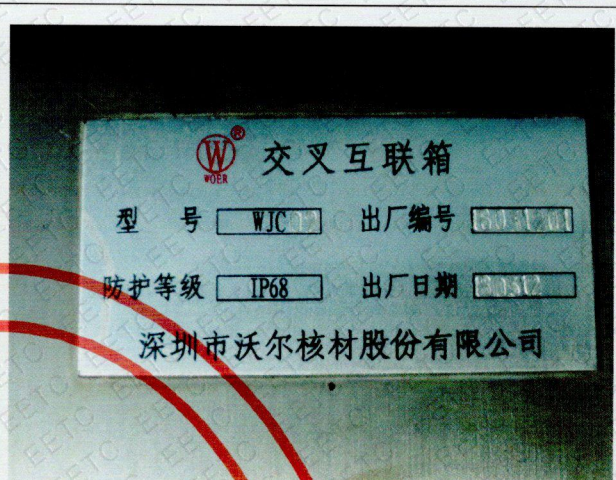 WOER®
交叉互联箱
型号 WJC 出厂编号
防护等级 IP68 出厂日期
深圳市沃尔核材股份有限公司
EETC